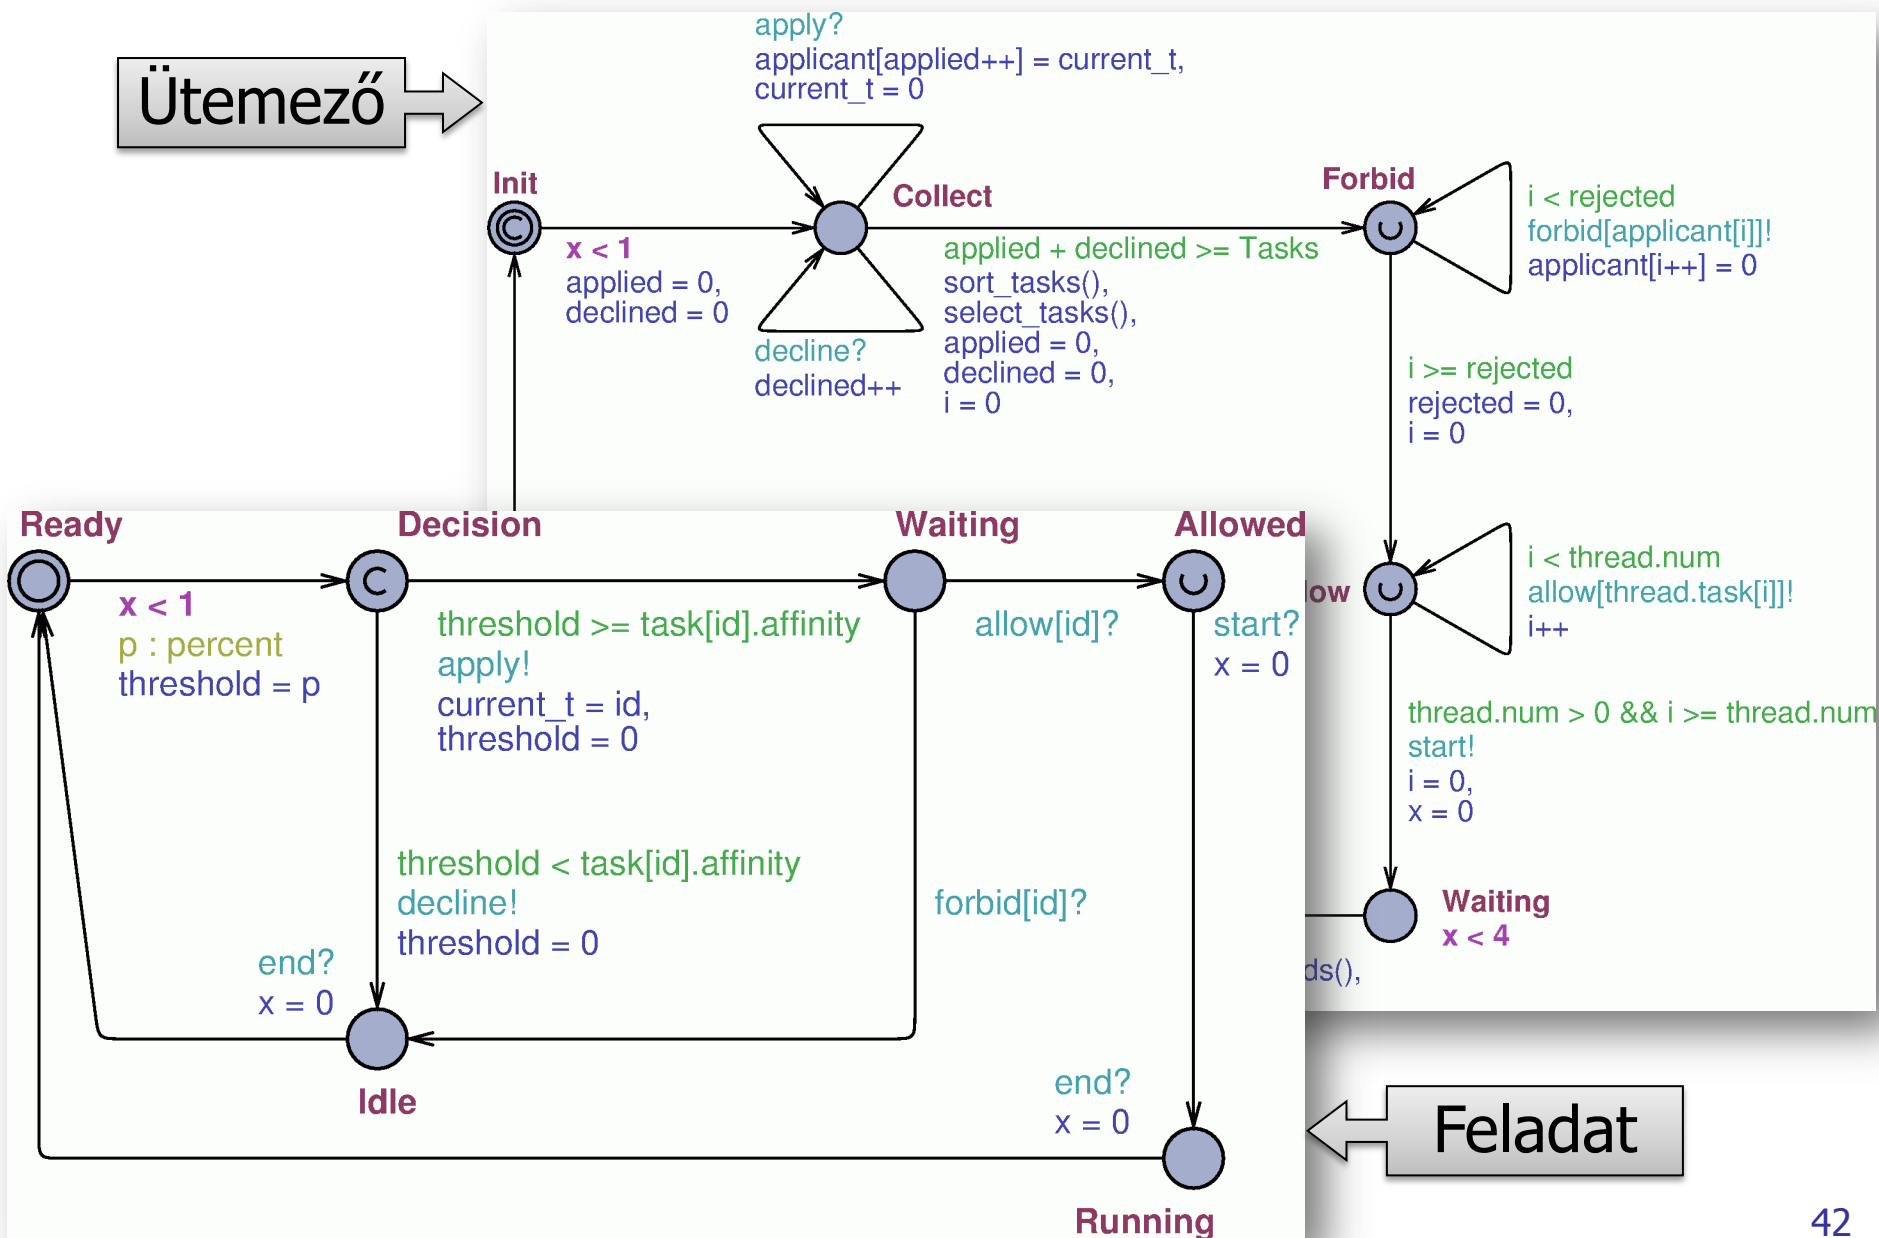 Ütemező
apply?
applicant[applied++] = current_t,
current_t = 0
Init
Collect
Forbid
x < 1
applied = 0,
declined = 0
applied + declined >= Tasks
sort_tasks(),
select_tasks(),
applied = 0,
declined = 0,
i = 0
decline?
declined++
i < rejected
forbid[applicant[i]]!
applicant[i++] = 0
i >= rejected
rejected = 0,
i = 0
ow
i < thread.num
allow[thread.task[i]]!
i++
thread.num > 0 && i >= thread.num
start!
i = 0,
x = 0
Waiting
x < 4
ds(),
Ready
Decision
Waiting
Allowed
x < 1
p : percent
threshold = p
threshold >= task[id].affinity
apply!
current_t = id,
threshold = 0
allow[id]?
start?
x = 0
threshold < task[id].affinity
decline!
threshold = 0
forbid[id]?
end?
x = 0
Idle
end?
x = 0
Running
Feladat
42